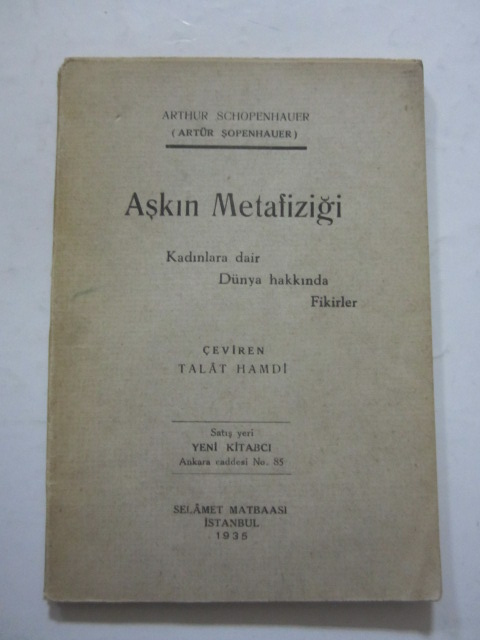 ARTHUR SCHOPENHAUER
( ARTÜR ŞOPENHAUER )
Aşkın Metafiziği
Kadınlara dair
Dünya hakkında
Fikirler
ÇEVİREN
TALÂT HAMDİ
Satış yeri
YENİ KİTABCI
Ankara caddesi No. 85
SELÂMET MATBAASI
İSTANBUL
1935